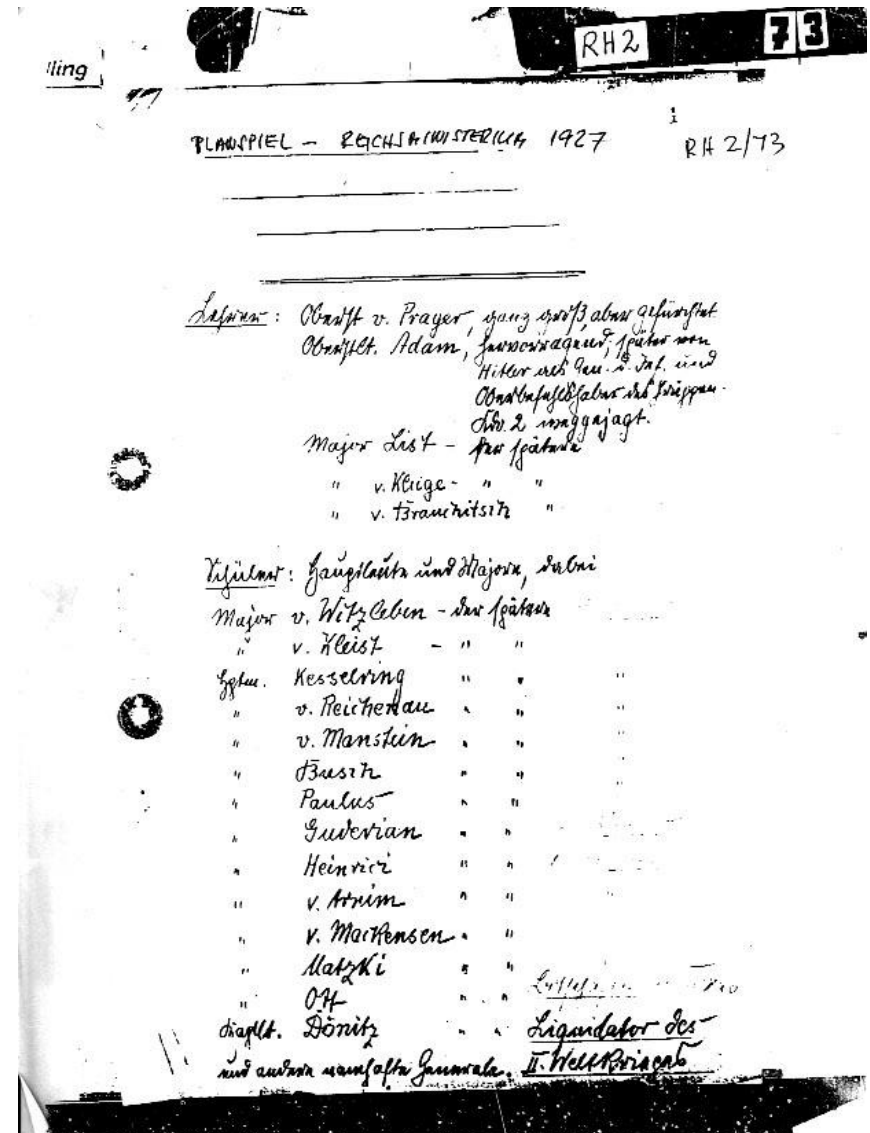 RH2 73
lling
PLANSPIEL – REICHSMINISTERIUM 1927 RH 2/73
Lehrer: Oberst v. Prager, ganz groß, aber gefürchtet
Oberstlt. Adam, hervorragend, später von
Hitler als Gen. d. Inf. und
Oberbefehlshaber des Gruppen-
Kdo. 2 weggejagt.
Major List – der spätere
" v. Kluge – " "
" v. Brauchitsch "
Schüler: Hauptleute und Majore, dabei
Major v. Witzleben – der spätere
" v. Kleist – " "
Hptm. Kesselring " " "
" v. Reichenau " " "
" v. Manstein " " "
" Busch " " "
" Paulus " "
" Guderian " "
" Heinrici " "
" v. Arnim " "
" v. Mackensen " "
" Matzki " "
" Ott " "
Kaptlt. Dönitz " " Liquidator des
und andere namhafte Generale. II. Weltkrieges